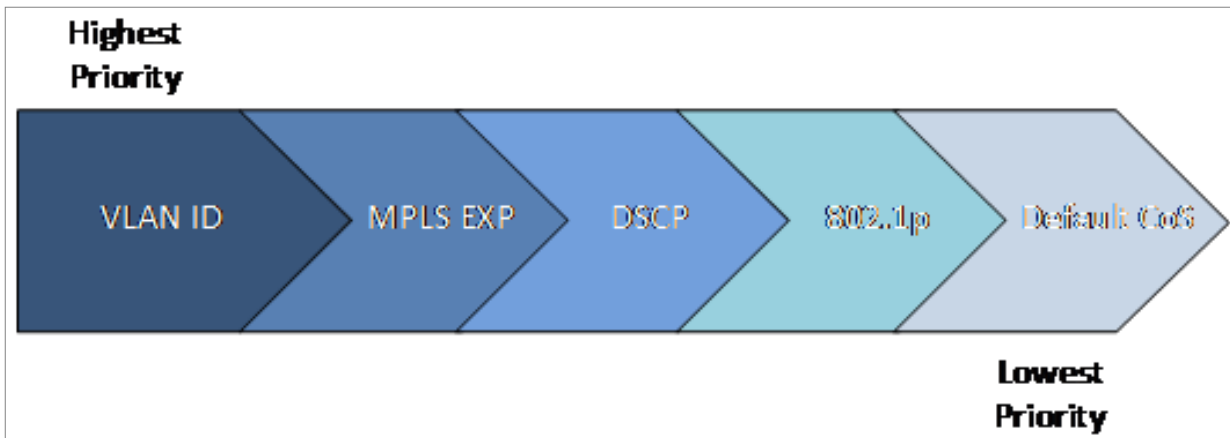 Highest
Priority
VLAN ID
MPLS EXP
DSCP
802.1p
Default CoS
Lowest
Priority